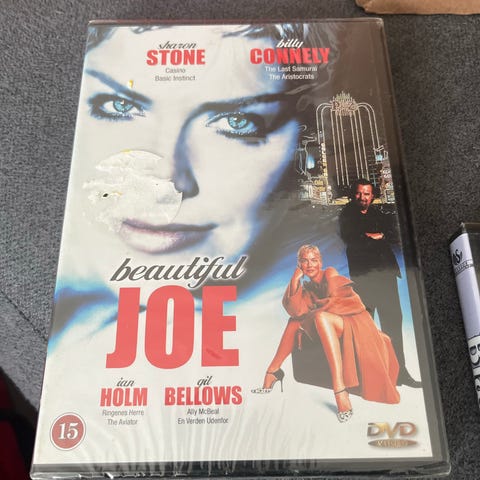 sharon
STONE
Casino
Basic Instinct
billy
CONNELY
The Last Samurai
The Aristocrats
beautiful
JOE
ian
HOLM
Ringenes Herre
The Aviator
gil
BELLOWS
Ally McBeal
En Verden Udenfor
15
DVD
VIDEO